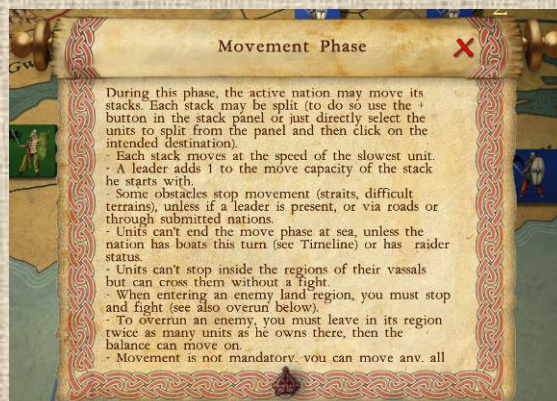 Movement Phase
During this phase, the active nation may move its
stacks. Each stack may be split (to do so use the +
button in the stack panel or just directly select the
units to split from the panel and then click on the
intended destination).
- Each stack moves at the speed of the slowest unit.
- A leader adds 1 to the move capacity of the stack
he starts with.
- Some obstacles stop movement (straits, difficult
terrains), unless if a leader is present, or via roads or
through submitted nations.
- Units can't end the move phase at sea, unless the
nation has boats this turn (see Timeline) or has raider
status.
- Units can't stop inside the regions of their vassals
but can cross them without a fight.
- When entering an enemy land region, you must stop
and fight (see also overun below).
- To overrun an enemy, you must leave in its region
twice as many units as he owns there, then the
balance can move on.
- Movement is not mandatory, you can move any, all